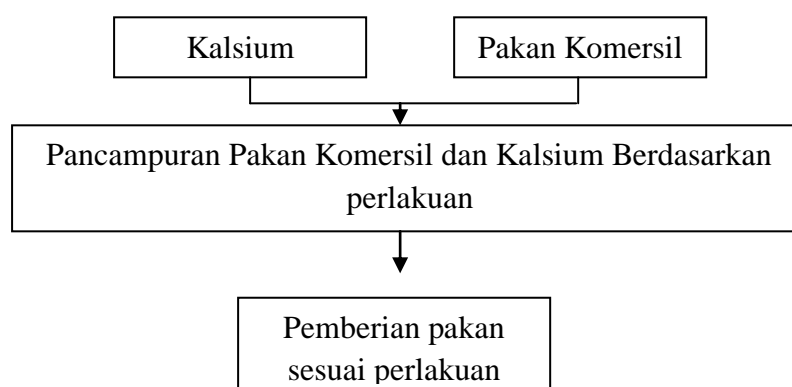 Kalsium
Pakan Komersil
Pancampuran Pakan Komersil dan Kalsium Berdasarkan
perlakuan
Pemberian pakan
sesuai perlakuan